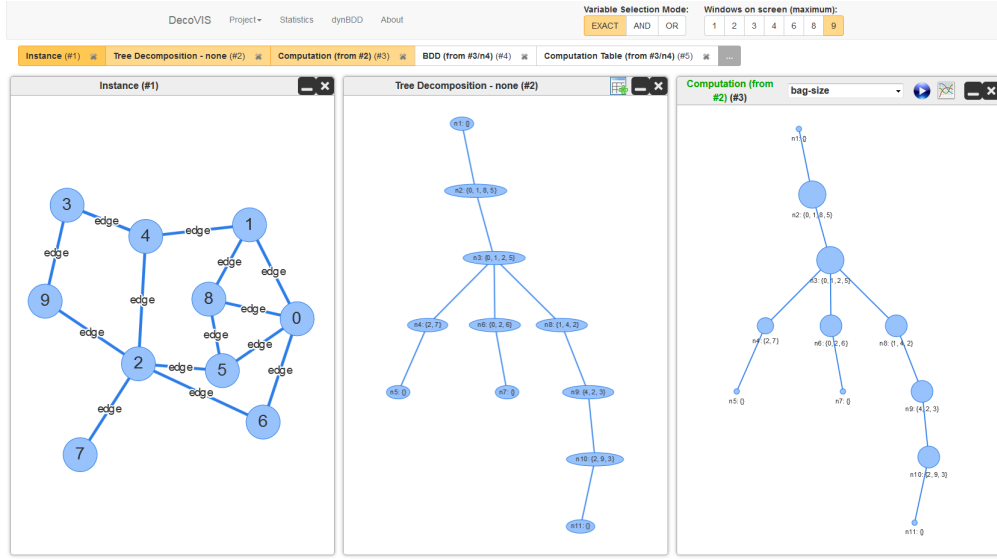 DecoVIS Project Statistics dynBDD About
Variable Selection Mode: Windows on screen (maximum):
EXACT AND OR 1 2 3 4 6 8 9
Instance (#1) Tree Decomposition - none (#2) Computation (from #2) (#3) BDD (from #3/n4) (#4) Computation Table (from #3/n4) (#5) ...
Instance (#1)
3
edge
4
edge
1
edge
edge
edge
9
edge
8
edge
0
edge
edge
edge
2
edge
5
edge
edge
edge
6
7
Tree Decomposition - none (#2)
n1: {}
n2: {0, 1, 8, 5}
n3: {0, 1, 2, 5}
n4: {2, 7} n6: {0, 2, 6} n8: {1, 4, 2}
n5: {} n7: {} n9: {4, 2, 3}
n10: {2, 9, 3}
n11: {}
Computation (from
#2) (#3)
bag-size
n1: {}
n2: {0, 1, 8, 5}
n3: {0, 1, 2, 5}
n4: {2, 7} n6: {0, 2, 6} n8: {1, 4, 2}
n5: {} n7: {} n9: {4, 2, 3}
n10: {2, 9, 3}
n11: {}